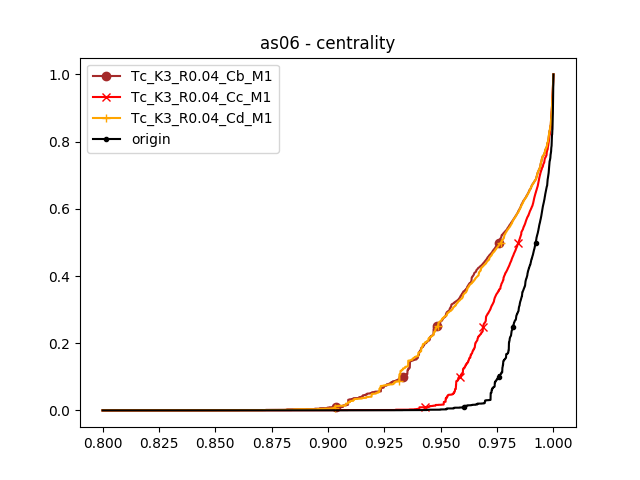 as06 - centrality
Tc_K3_R0.04_Cb_M1
Tc_K3_R0.04_Cc_M1
Tc_K3_R0.04_Cd_M1
origin
1.0
0.8
0.6
0.4
0.2
0.0
0.800 0.825 0.850 0.875 0.900 0.925 0.950 0.975 1.000